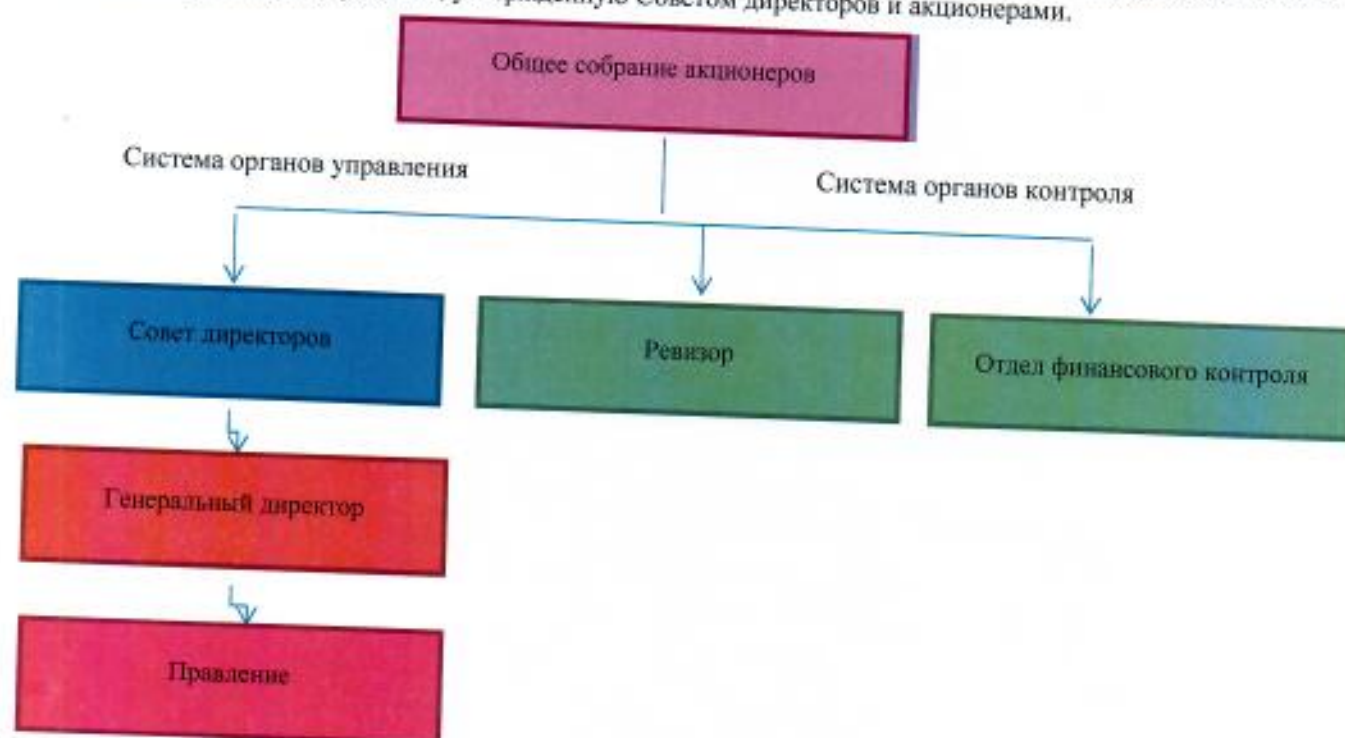 Советом директоров и акционерами.
Общее собрание акционеров
Система органов управления
Система органов контроля
Совет директоров
Ревизор
Отдел финансового контроля
Генеральный директор
Правление